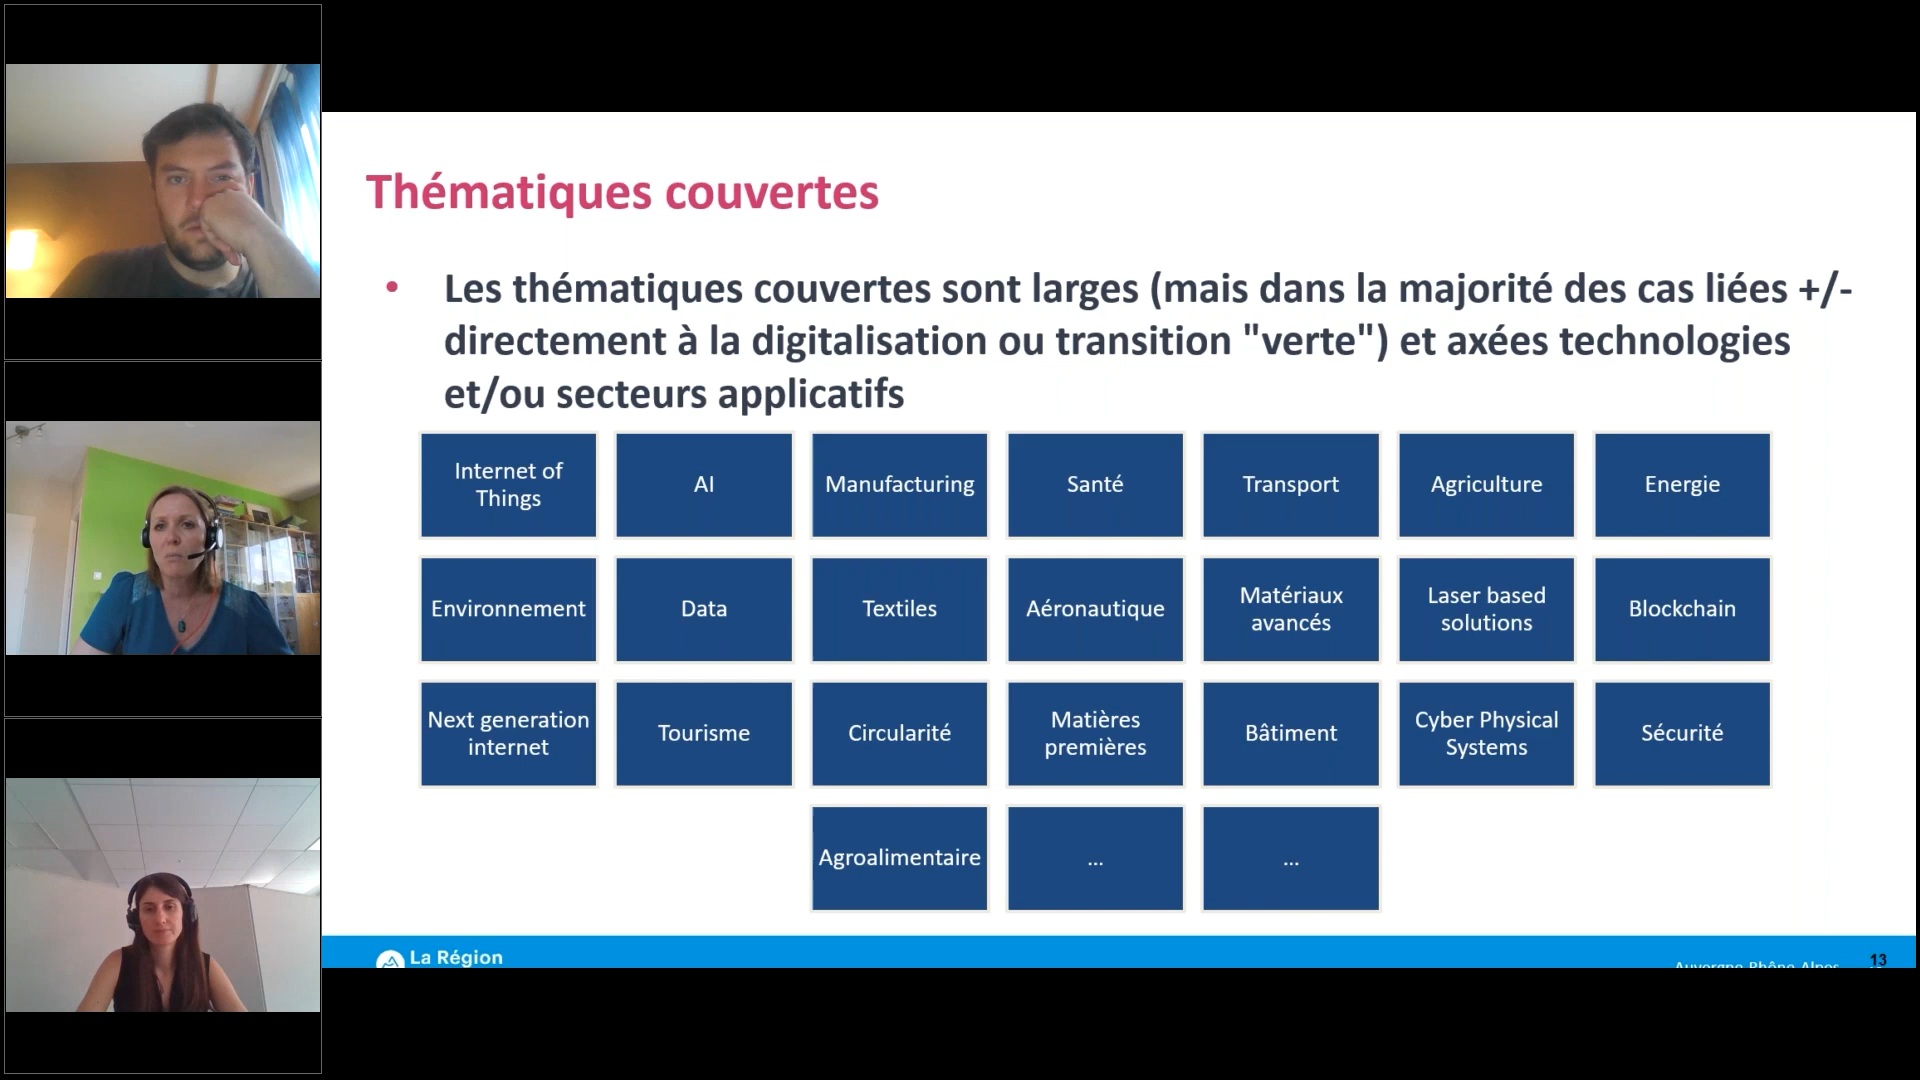 Thématiques couvertes
• Les thématiques couvertes sont larges (mais dans la majorité des cas liées +/-
directement à la digitalisation ou transition "verte") et axées technologies
et/ou secteurs applicatifs
Internet of
Things
AI
Manufacturing
Santé
Transport
Agriculture
Energie
Environnement
Data
Textiles
Aéronautique
Matériaux
avancés
Laser based
solutions
Blockchain
Next generation
internet
Tourisme
Circularité
Matières
premières
Bâtiment
Cyber Physical
Systems
Sécurité
Agroalimentaire
...
...
La Région
Auvergne-Rhône-Alpes
13